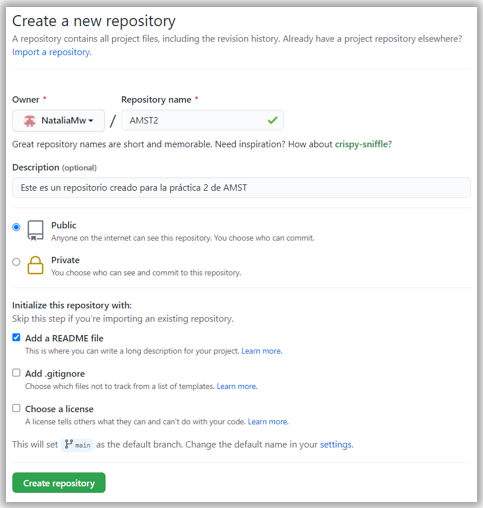 Create a new repository
A repository contains all project files, including the revision history. Already have a project repository elsewhere?
Import a repository.
Owner * Repository name *
NataliaMw / AMST2
Great repository names are short and memorable. Need inspiration? How about crispy-sniffle?
Description (optional)
Este es un repositorio creado para la práctica 2 de AMST
Public
Anyone on the internet can see this repository. You choose who can commit.
Private
You choose who can see and commit to this repository.
Initialize this repository with:
Skip this step if you're importing an existing repository.
Add a README file
This is where you can write a long description for your project. Learn more.
Add .gitignore
Choose which files not to track from a list of templates. Learn more.
Choose a license
A license tells others what they can and can't do with your code. Learn more.
This will set main as the default branch. Change the default name in your settings.
Create repository